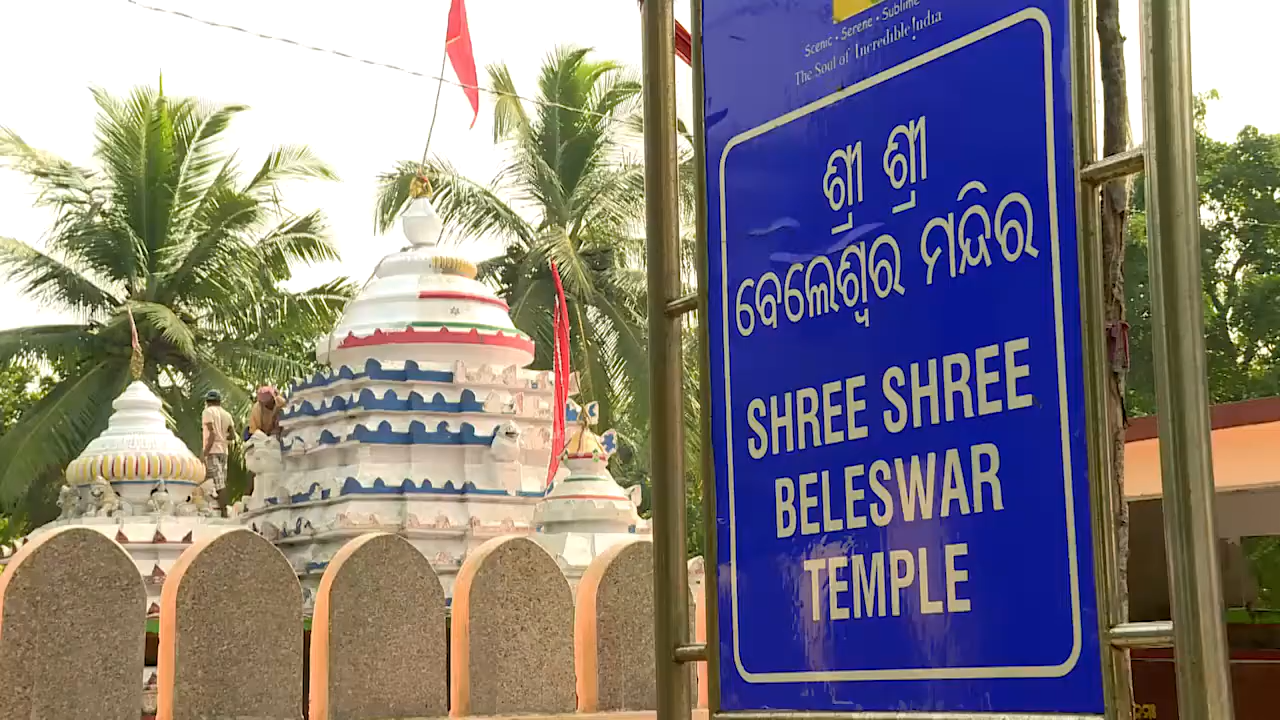 Scenic • Serene • Sublime
The Soul of Incredible India
ଶ୍ରୀ ଶ୍ରୀ
ବେଲେଶ୍ୱର ମନ୍ଦିର
SHREE SHREE
BELESWAR
TEMPLE